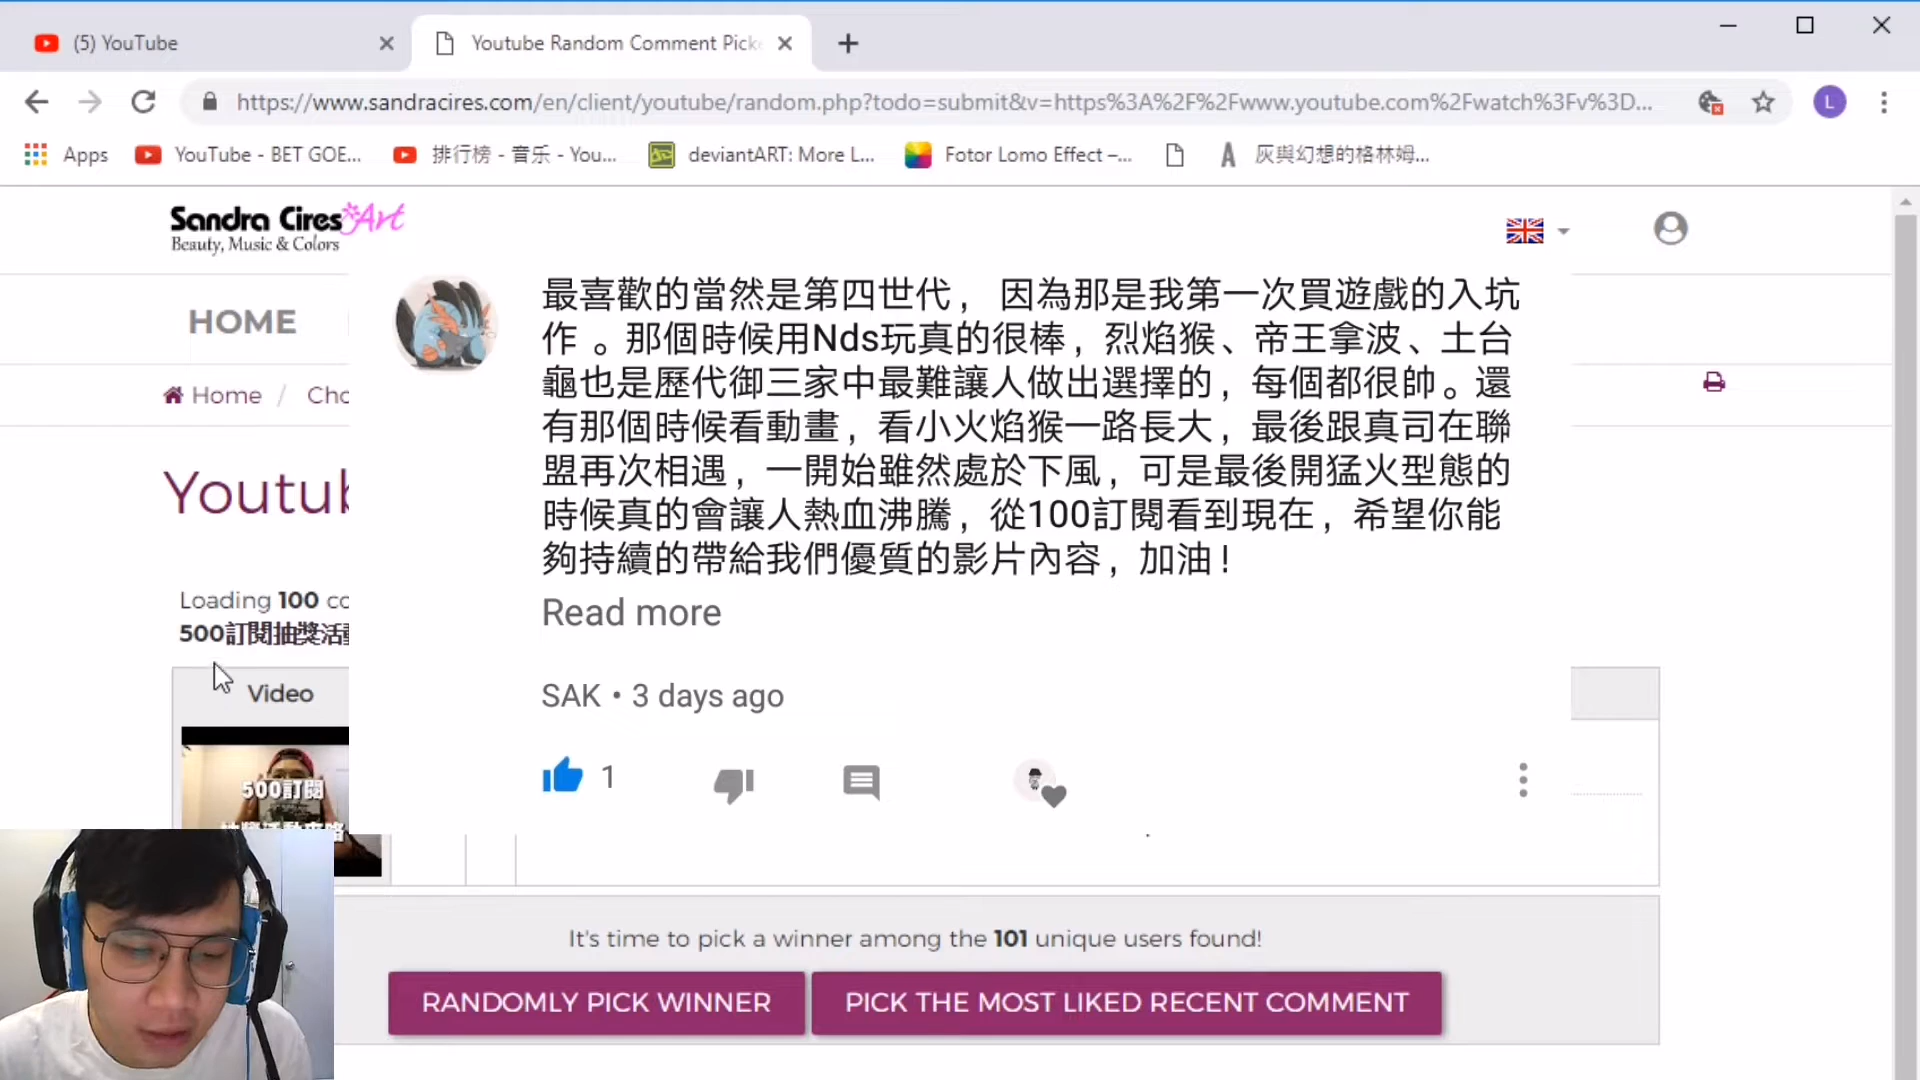 (5) YouTube
Youtube Random Comment Pick
https://www.sandracires.com/en/client/youtube/random.php?todo=submit&v=https%3A%2F%2Fwww.youtube.com%2Fwatch%3Fv%3D...
L
Apps
YouTube - BET GOE...
排行榜 - 音乐 - You...
deviantART: More L...
Fotor Lomo Effect –...
灰與幻想的格林姆...
Sandra Cires Art
Beauty, Music & Colors
HOME
Home / Cho
Youtub
最喜歡的當然是第四世代，因為那是我第一次買遊戲的入坑
作 。那個時候用Nds玩真的很棒，烈焰猴、帝王拿波、土台
龜也是歷代御三家中最難讓人做出選擇的，每個都很帥。還
有那個時候看動畫，看小火焰猴一路長大，最後跟真司在聯
盟再次相遇，一開始雖然處於下風，可是最後開猛火型態的
時候真的會讓人熱血沸騰，從100訂閱看到現在，希望你能
夠持續的帶給我們優質的影片內容，加油！
Read more
SAK • 3 days ago
1
Loading 100 co
500訂閱抽獎活動
Video
500訂閱
It's time to pick a winner among the 101 unique users found!
RANDOMLY PICK WINNER
PICK THE MOST LIKED RECENT COMMENT